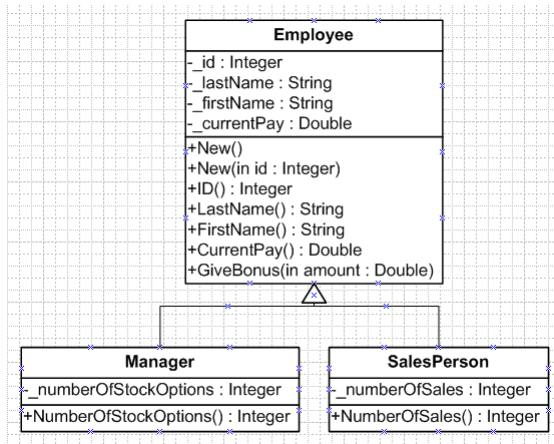 Employee
-_id : Integer
-_lastName : String
-_firstName : String
-_currentPay : Double
+New()
+New(in id : Integer)
+ID() : Integer
+LastName() : String
+FirstName() : String
+CurrentPay() : Double
+GiveBonus(in amount : Double)
Manager
-_numberOfStockOptions : Integer
+NumberOfStockOptions() : Integer
SalesPerson
-_numberOfSales : Integer
+NumberOfSales() : Integer